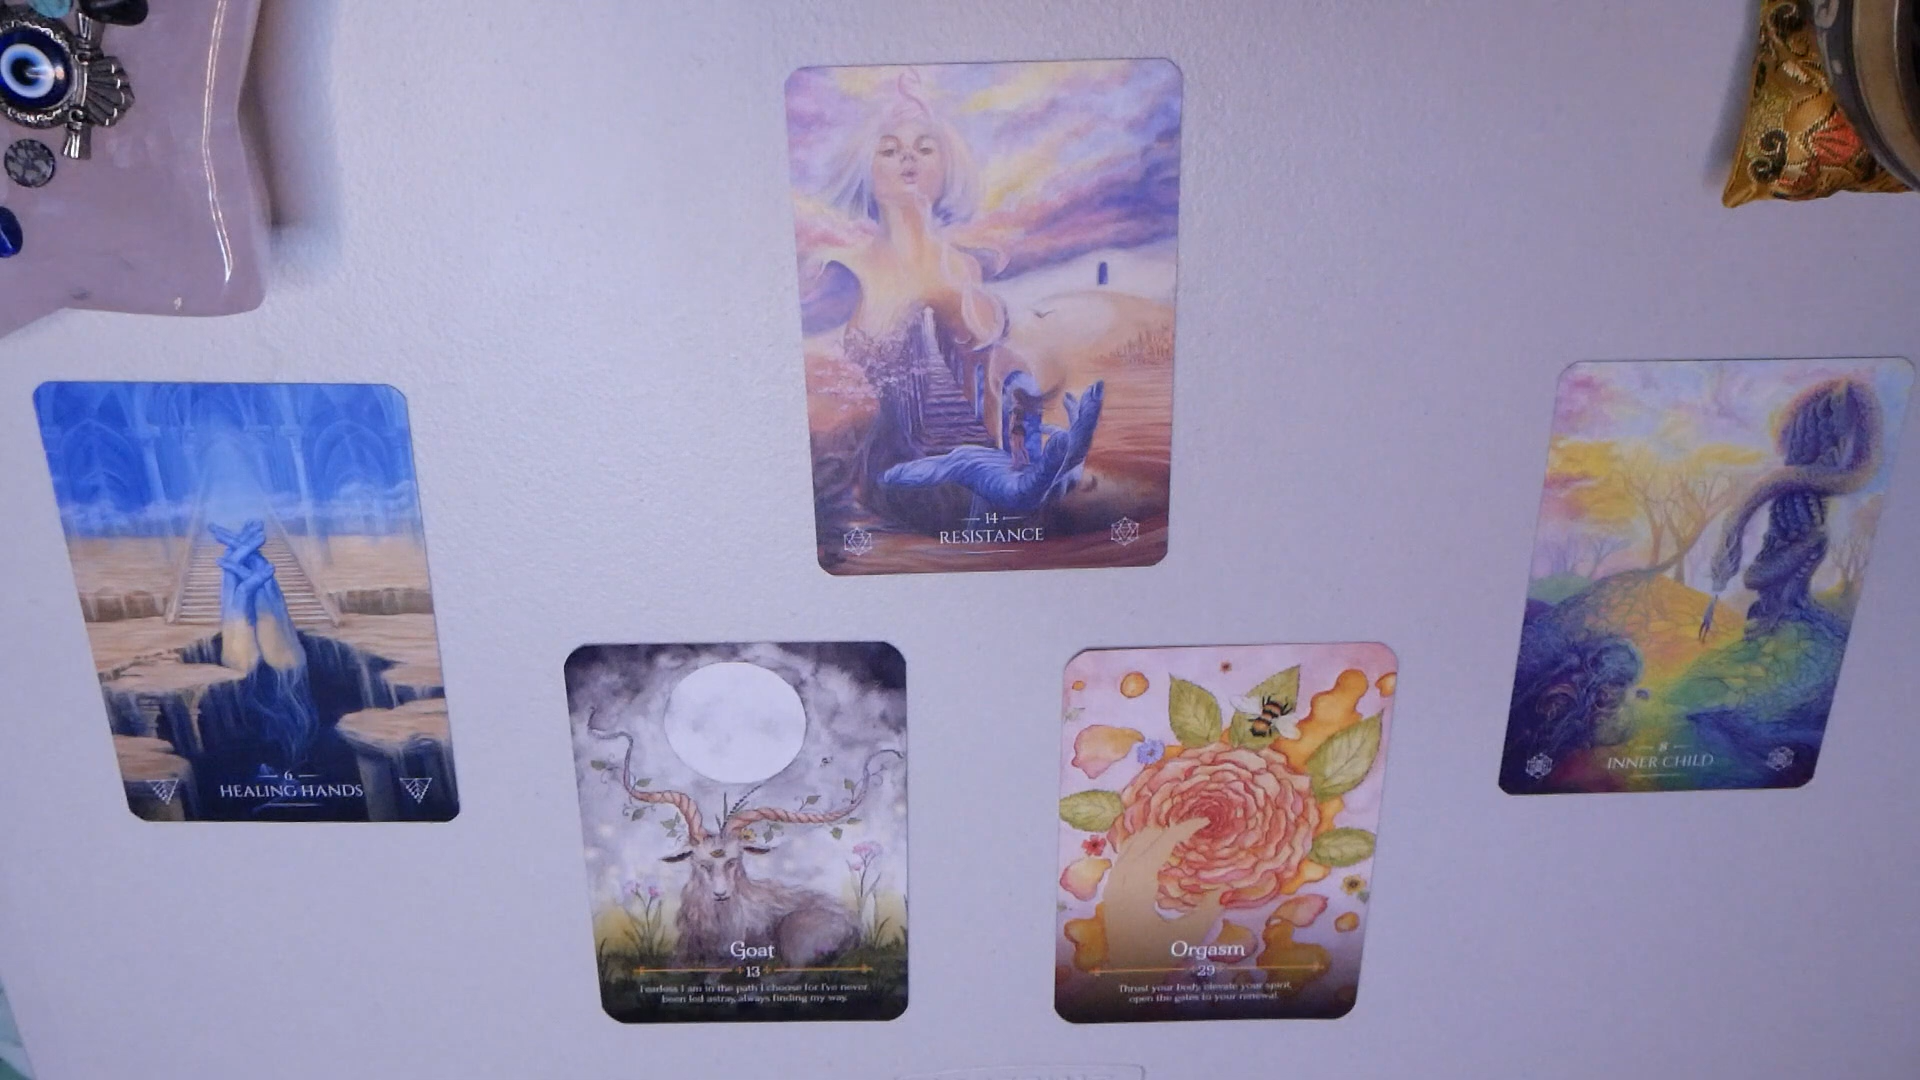 14
RESISTANCE
6
HEALING HANDS
8
INNER CHILD
Goat
13
Fearless I am in the path I choose for I've never
been led astray, always finding my way.
Orgasm
29
Thrust your body, elevate your spirit,
open the gates to your renewal.